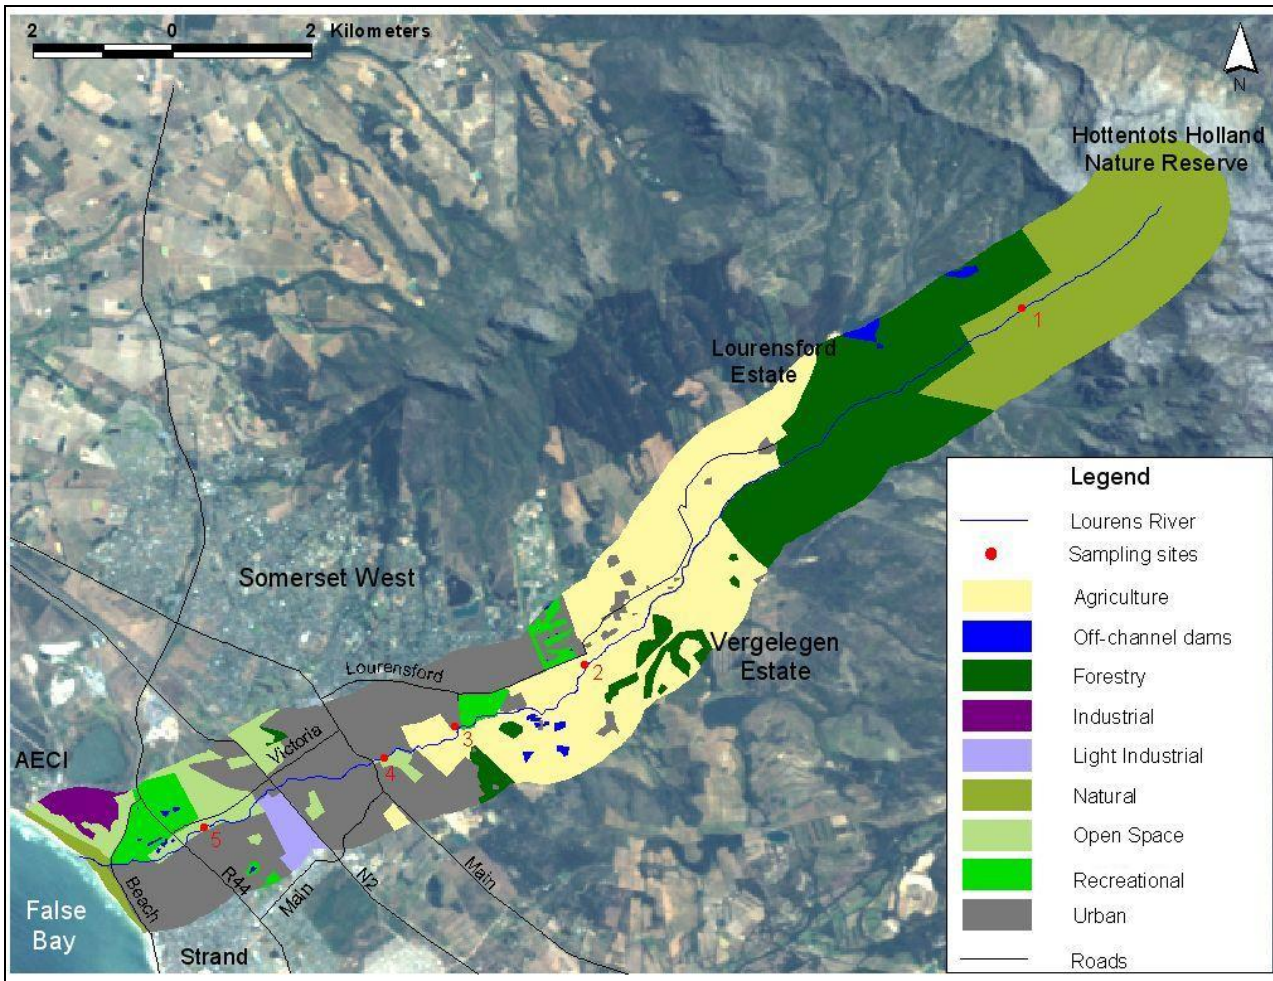 2 0 2 Kilometers
N
Hottentots Holland
Nature Reserve
1
Lourensford
Estate
Somerset West
Vergelegen
Estate
2
Lourensford
3
Victoria
4
AECI
5
R44
Main
N2
Main
Beach
False
Bay
Strand
Legend
Lourens River
Sampling sites
Agriculture
Off-channel dams
Forestry
Industrial
Light Industrial
Natural
Open Space
Recreational
Urban
Roads